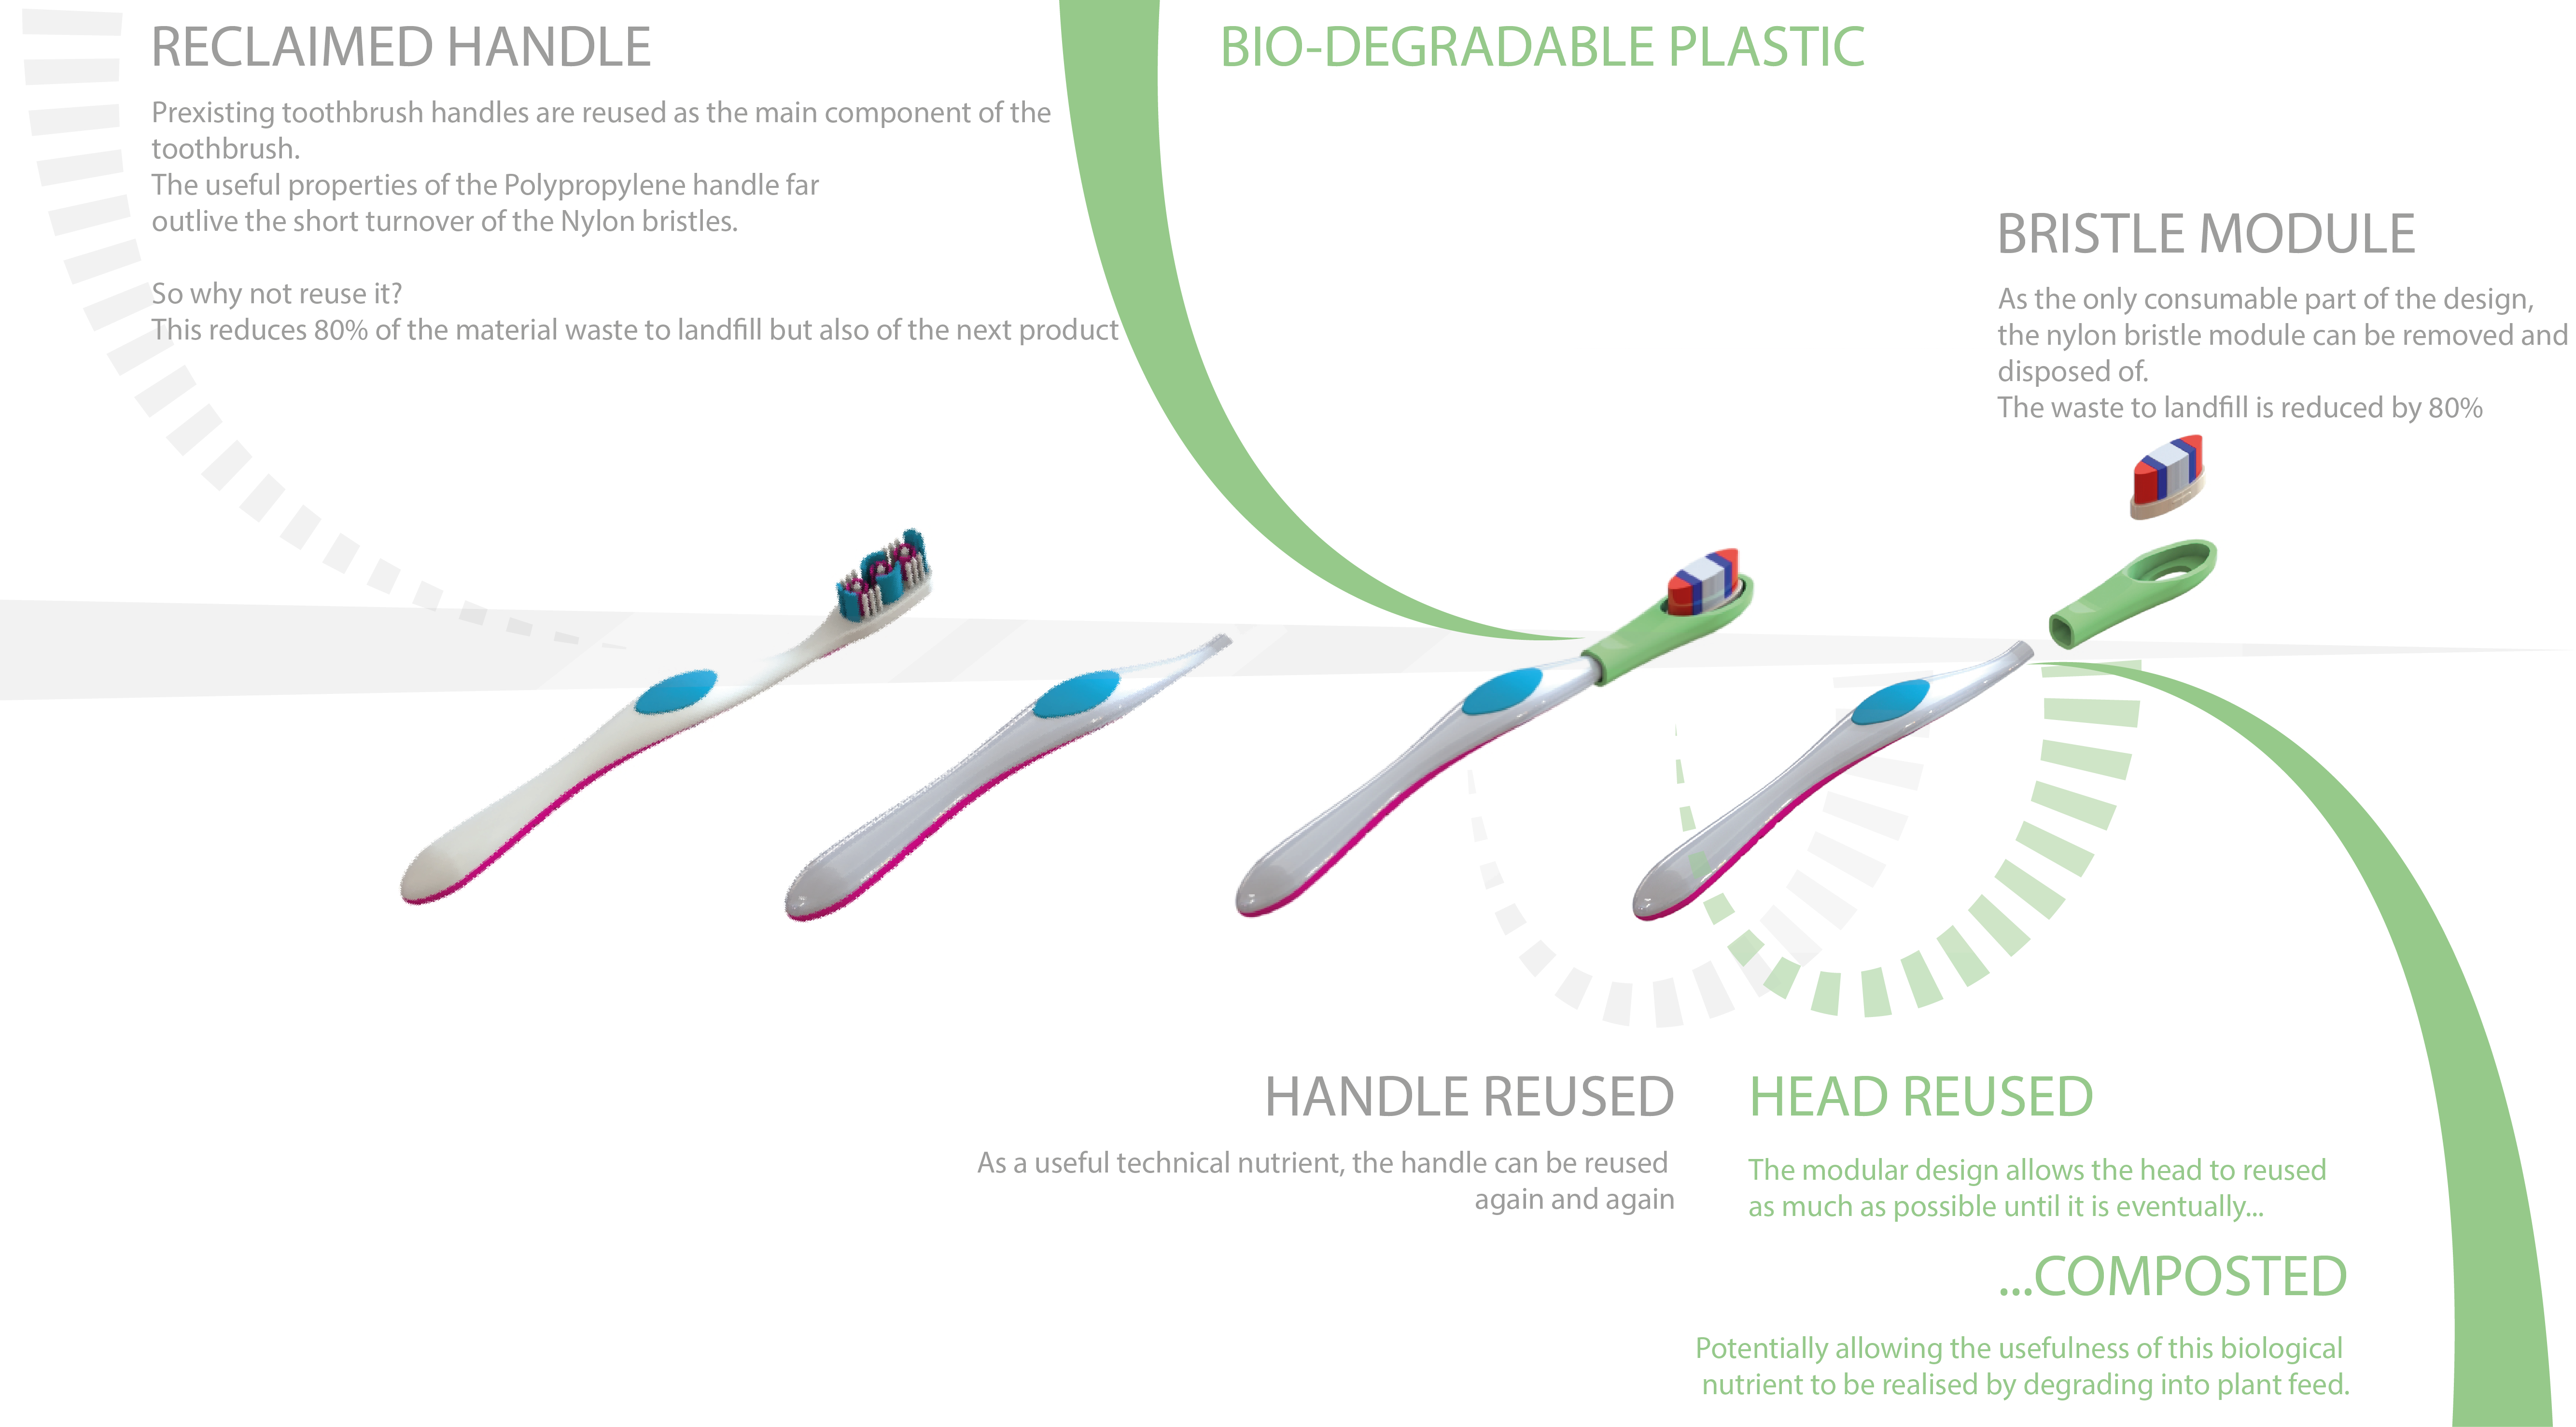 RECLAIMED HANDLE
Prexisting toothbrush handles are reused as the main component of the
toothbrush.
The useful properties of the Polypropylene handle far
outlive the short turnover of the Nylon bristles.
So why not reuse it?
This reduces 80% of the material waste to landfill but also of the next product
BIO-DEGRADABLE PLASTIC
BRISTLE MODULE
As the only consumable part of the design,
the nylon bristle module can be removed and
disposed of.
The waste to landfill is reduced by 80%
HANDLE REUSED
As a useful technical nutrient, the handle can be reused
again and again
HEAD REUSED
The modular design allows the head to reused
as much as possible until it is eventually...
...COMPOSTED
Potentially allowing the usefulness of this biological
nutrient to be realised by degrading into plant feed.